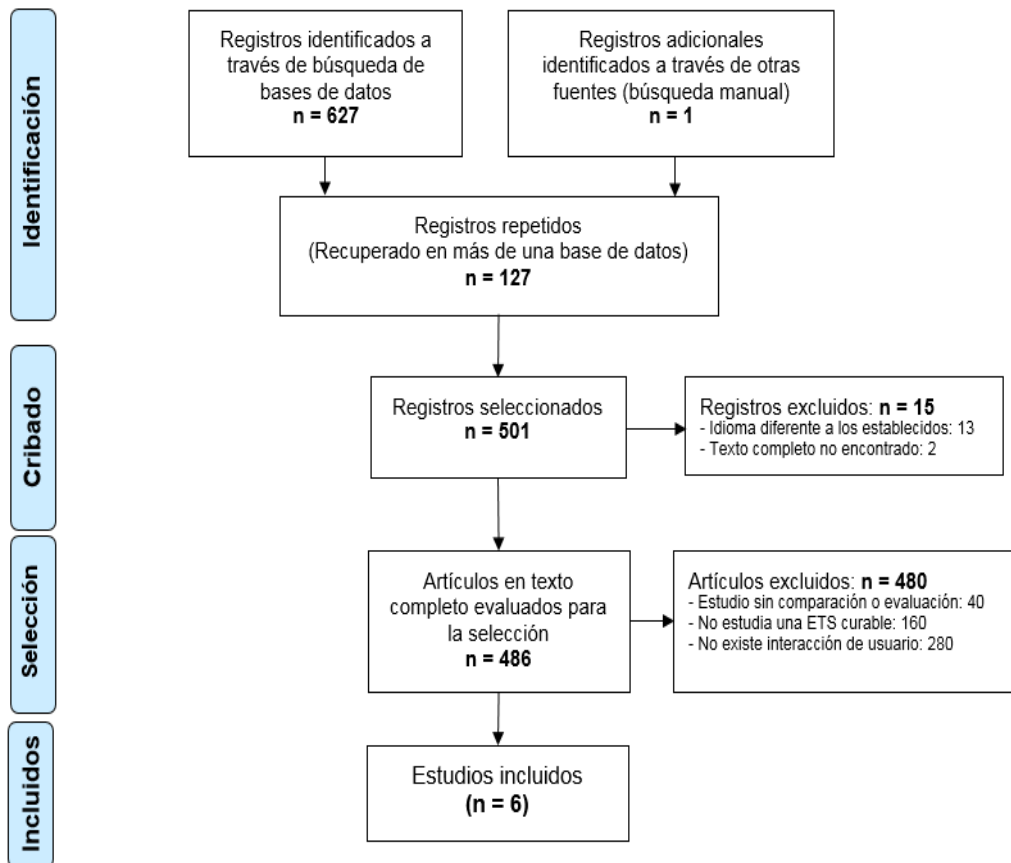 Identificación
Registros identificados a
través de búsqueda de
bases de datos
n = 627
Registros adicionales
identificados a través de otras
fuentes (búsqueda manual)
n = 1
Registros repetidos
(Recuperado en más de una base de datos)
n = 127
Cribado
Registros seleccionados
n = 501
Registros excluidos: n = 15
- Idioma diferente a los establecidos: 13
- Texto completo no encontrado: 2
Selección
Artículos en texto
completo evaluados para
la selección
n = 486
Artículos excluidos: n = 480
- Estudio sin comparación o evaluación: 40
- No estudia una ETS curable: 160
- No existe interacción de usuario: 280
Incluidos
Estudios incluidos
(n = 6)